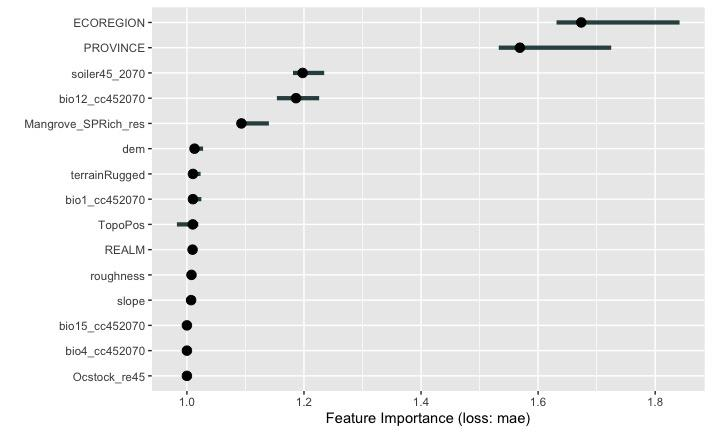 ECOREGION
PROVINCE
soiler45_2070
bio12_cc452070
Mangrove_SPRich_res
dem
terrainRugged
bio1_cc452070
TopoPos
REALM
roughness
slope
bio15_cc452070
bio4_cc452070
Ocstock_re45
1.0 1.2 1.4 1.6 1.8
Feature Importance (loss: mae)